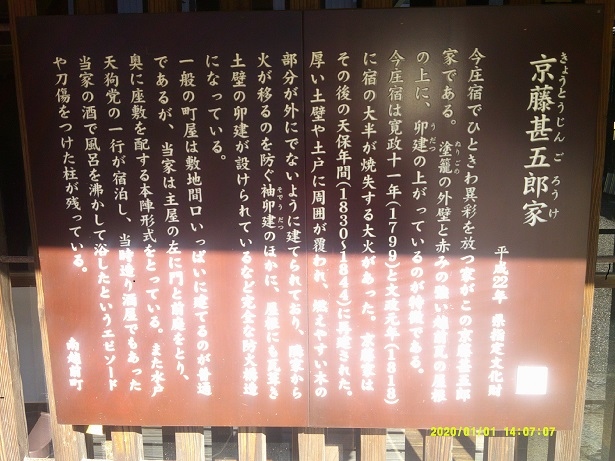 京藤甚五郎家
きょうとうじんごろうけ
平成22年 県指定文化財
今庄宿でひときわ異彩を放つ家がこの京藤甚五郎
家である。塗籠の外壁と赤みの強い越前瓦の屋根
ぬりごめ
の上に、卯建の上がっているのが特徴である。
うだつ
今庄宿は寛政十一年(1799)と文政元年(1818)
に宿の大半が焼失する大火があった。京藤家は
その後の天保年間(1830~1844)に再建された。
厚い土壁や土戸に周囲が覆われ、燃えやすい木の
部分が外にでないように建てられており、隣家から
火が移るのを防ぐ袖卯建のほかに、屋根にも瓦葺き
そでうだつ
土壁の卯建が設けられているなど完全な防火構造
になっている。
一般の町屋は敷地間口いっぱいに建てるのが普通
であるが、当家は主屋の左に門と前庭をとり、
奥に座敷を配する本陣形式をとっている。また水戸
天狗党の一行が宿泊し、当時造り酒屋でもあった
当家の酒で風呂を沸かして浴したというエピソード
や刀傷をつけた柱が残っている。
南越前町
2020/01/01 14:07:07